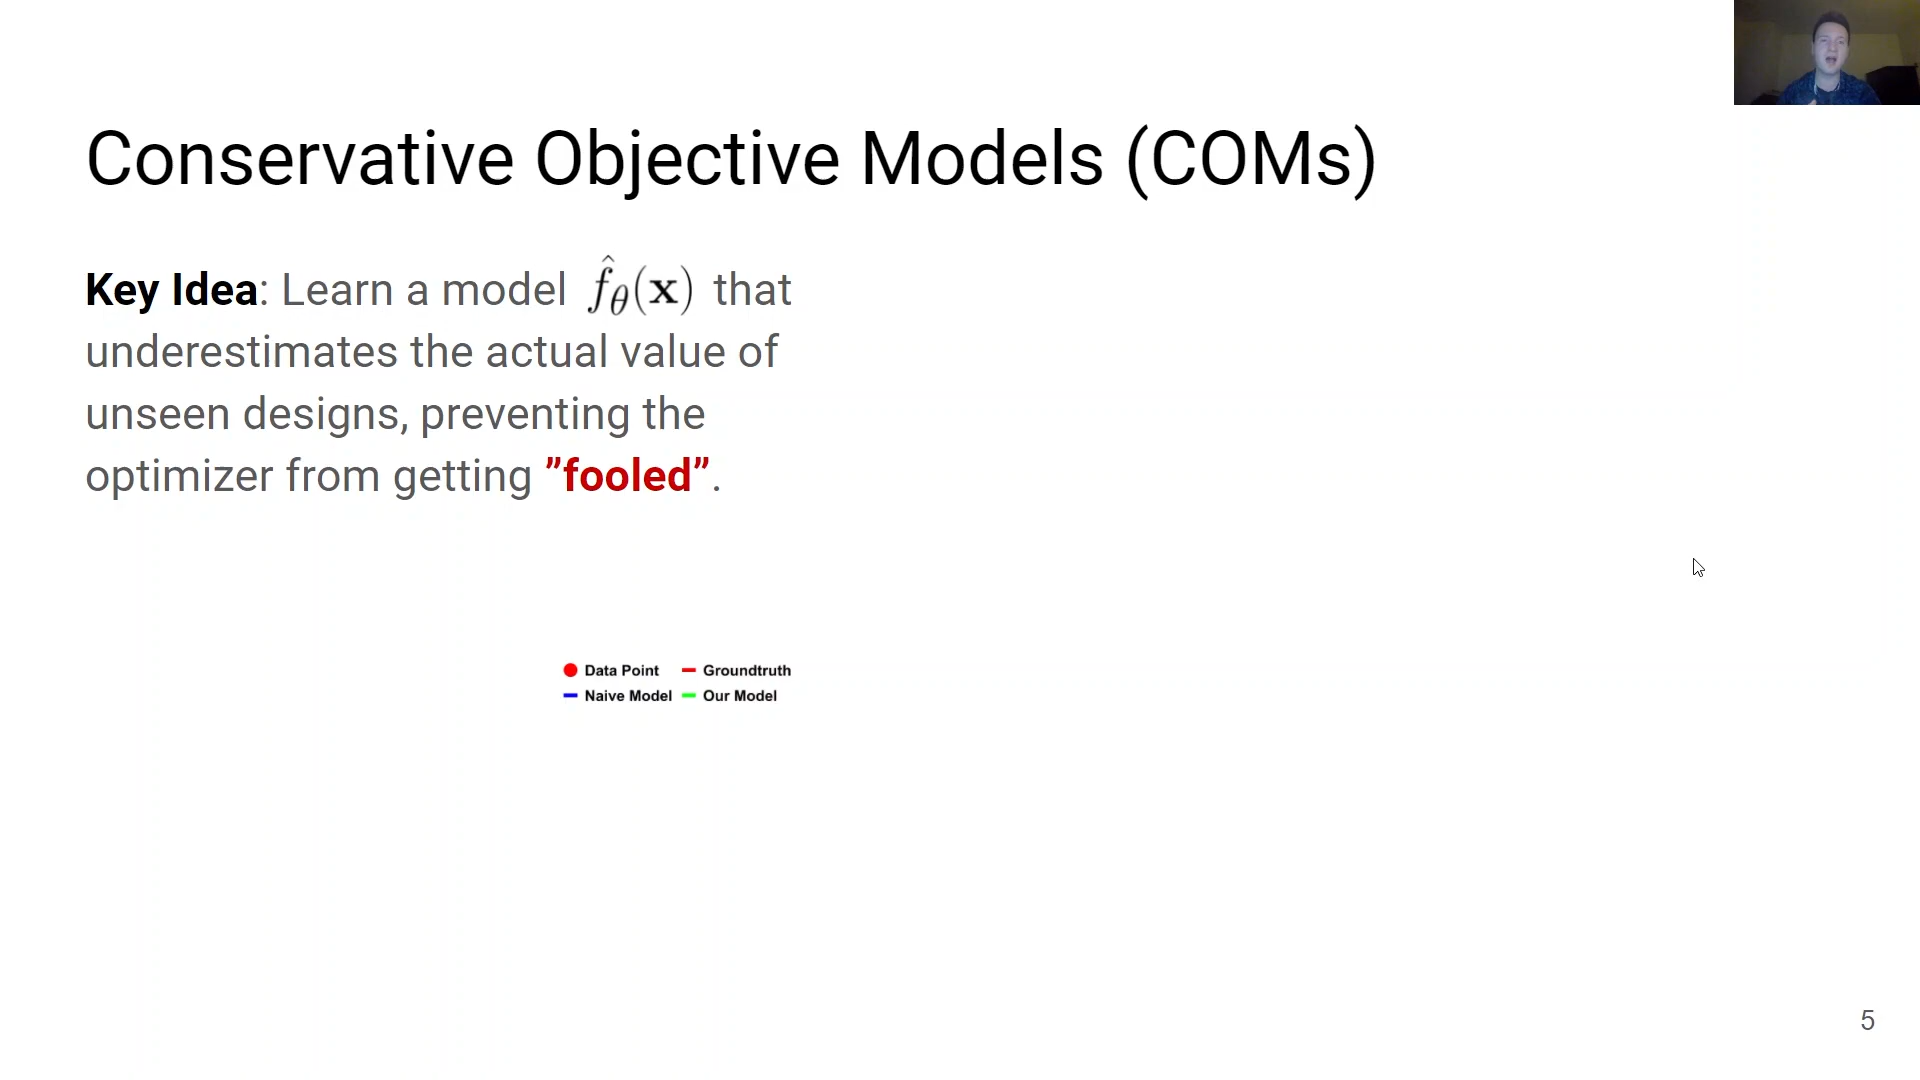 Conservative Objective Models (COMs)
Key Idea: Learn a model f̂θ(x) that
underestimates the actual value of
unseen designs, preventing the
optimizer from getting ”fooled”.
Data Point Groundtruth
Naive Model Our Model
5